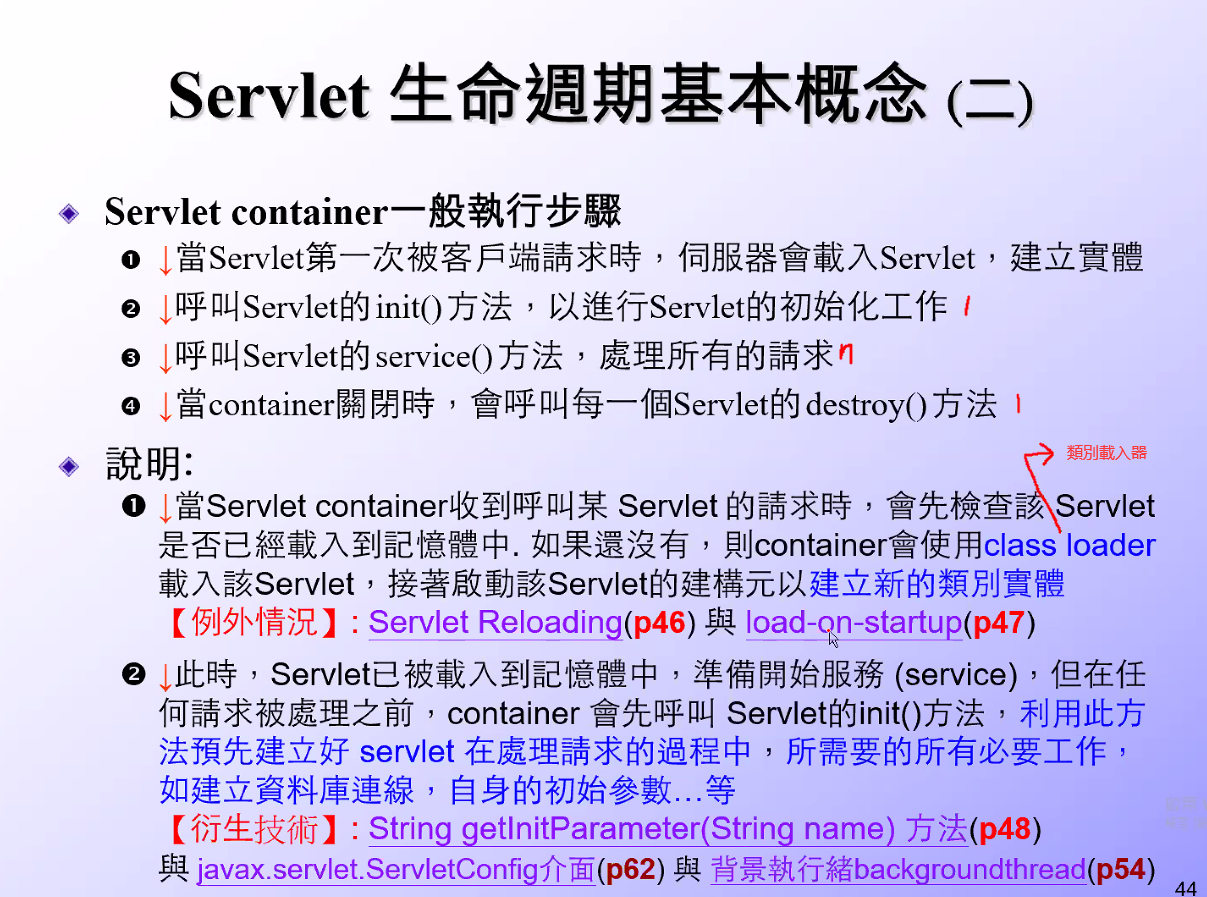 Servlet 生命週期基本概念 (二)
Servlet container一般執行步驟
❶ ↓當Servlet第一次被客戶端請求時，伺服器會載入Servlet，建立實體
❷ ↓呼叫Servlet的init()方法，以進行Servlet的初始化工作 1
❸ ↓呼叫Servlet的service()方法，處理所有的請求 n
❹ ↓當container關閉時，會呼叫每一個Servlet的destroy()方法 1
說明:
類別載入器
❶ ↓當Servlet container收到呼叫某 Servlet 的請求時，會先檢查該 Servlet
是否已經載入到記憶體中. 如果還沒有，則container會使用class loader
載入該Servlet，接著啟動該Servlet的建構元以建立新的類別實體
【例外情況】: Servlet Reloading(p46) 與 load-on-startup(p47)
❷ ↓此時，Servlet已被載入到記憶體中，準備開始服務 (service)，但在任
何請求被處理之前，container 會先呼叫 Servlet的init()方法，利用此方
法預先建立好 servlet 在處理請求的過程中，所需要的所有必要工作，
如建立資料庫連線，自身的初始參數…等
【衍生技術】: String getInitParameter(String name) 方法(p48)
與 javax.servlet.ServletConfig介面(p62) 與 背景執行緒backgroundthread(p54)
44